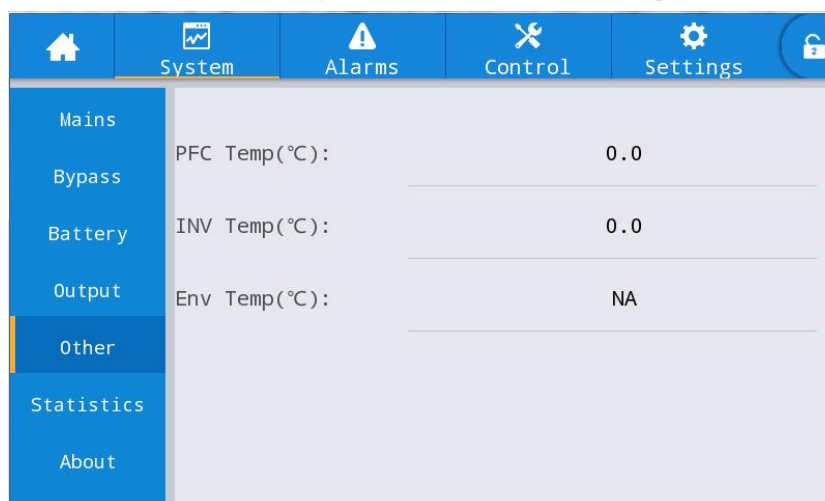 System
Alarms
Control
Settings
2
Mains
Bypass
Battery
Output
Other
Statistics
About
PFC Temp(℃): 0.0
INV Temp(℃): 0.0
Env Temp(℃): NA